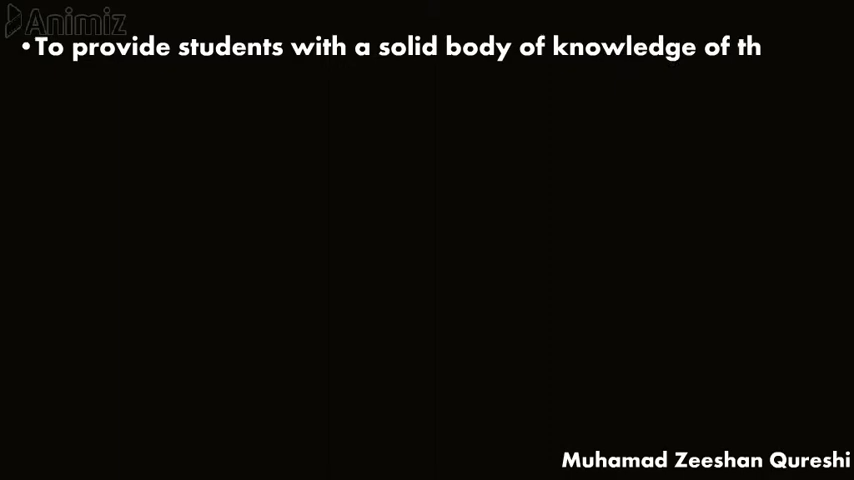 Animiz
•To provide students with a solid body of knowledge of th
Muhamad Zeeshan Qureshi